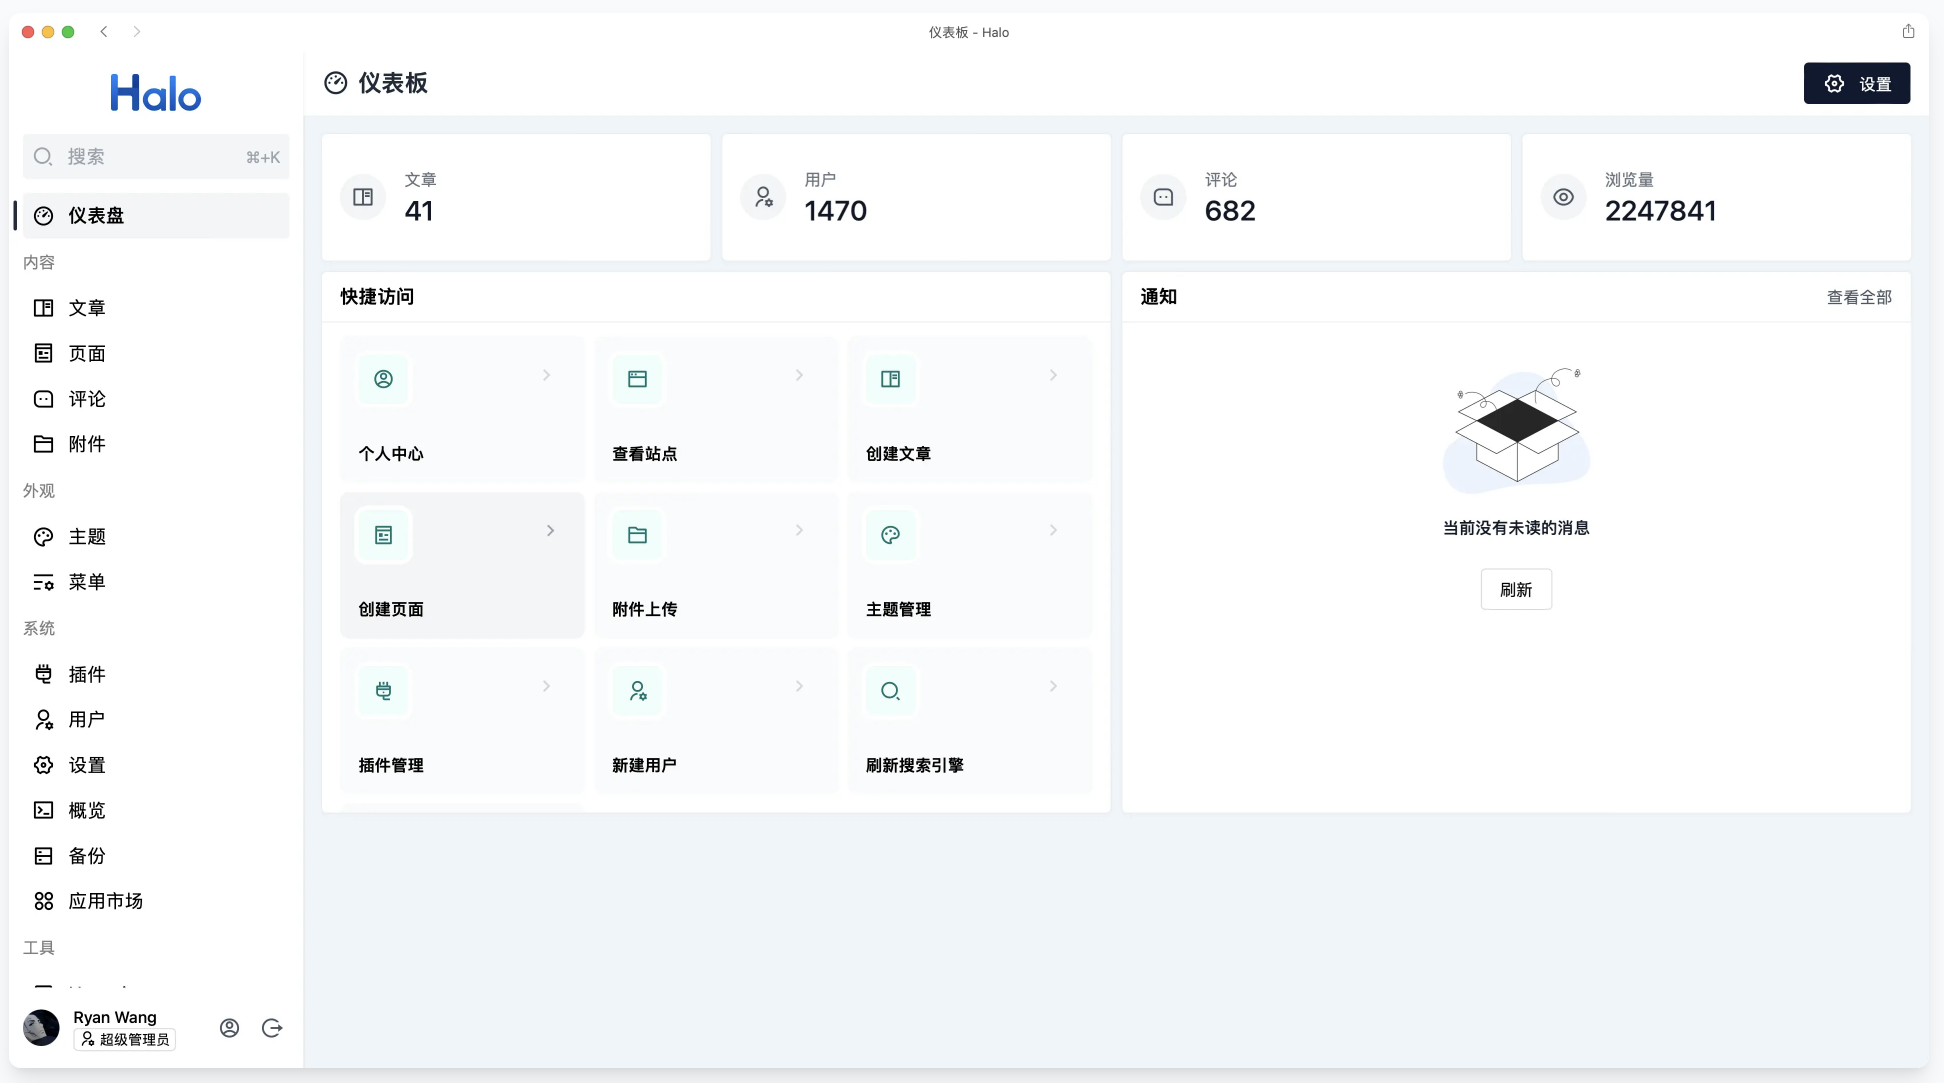 仪表板 - Halo
Halo
搜索 ⌘+K
仪表盘
内容
文章
页面
评论
附件
外观
主题
菜单
系统
插件
用户
设置
概览
备份
应用市场
工具
Ryan Wang
超级管理员
仪表板
设置
文章
41
用户
1470
评论
682
浏览量
2247841
快捷访问
个人中心
查看站点
创建文章
创建页面
附件上传
主题管理
插件管理
新建用户
刷新搜索引擎
通知
查看全部
当前没有未读的消息
刷新